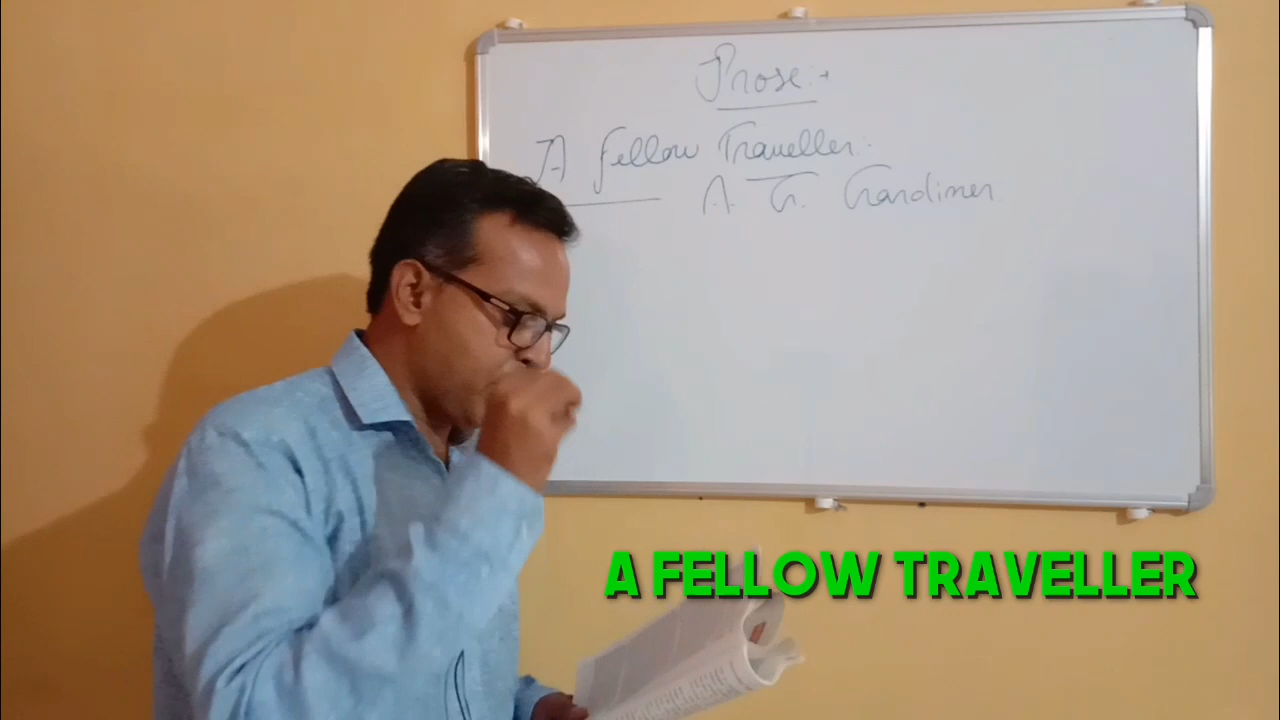 Prose:-
A Fellow Traveller:
A. G. Gardiner
A FELLOW TRAVELLER